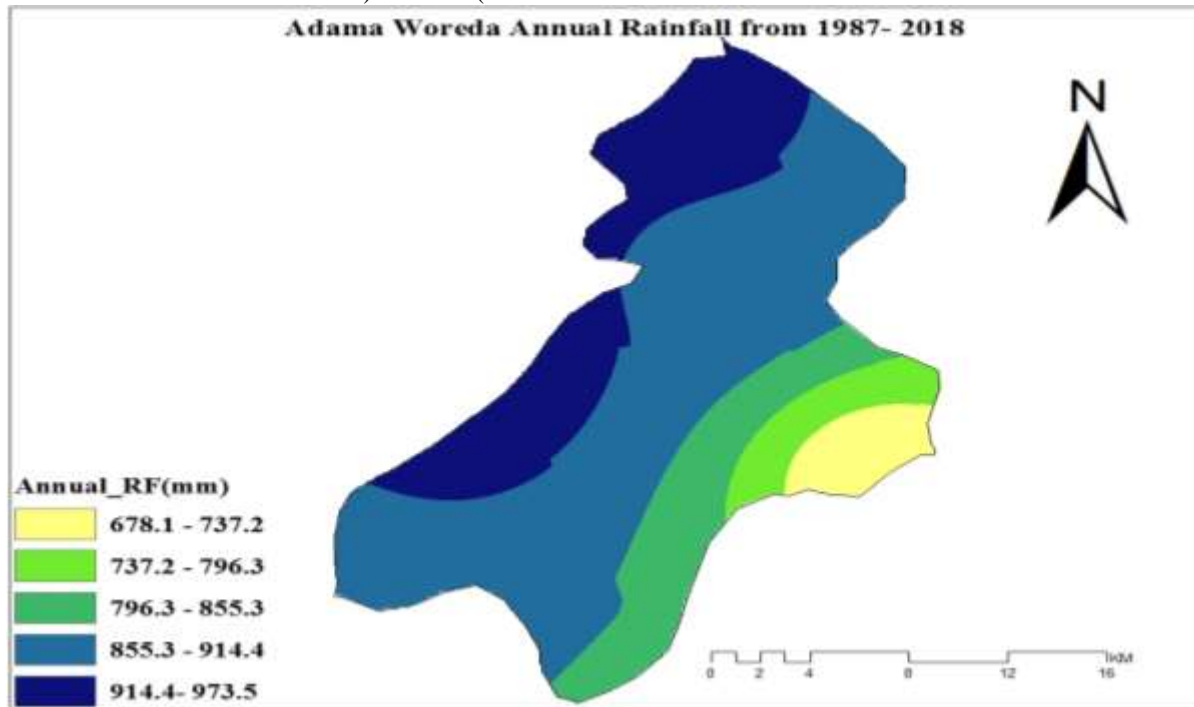 Adama Woreda Annual Rainfall from 1987- 2018
N
Annual_RF(mm)
678.1 - 737.2
737.2 - 796.3
796.3 - 855.3
855.3 - 914.4
914.4- 973.5
0 2 4 8 12 16